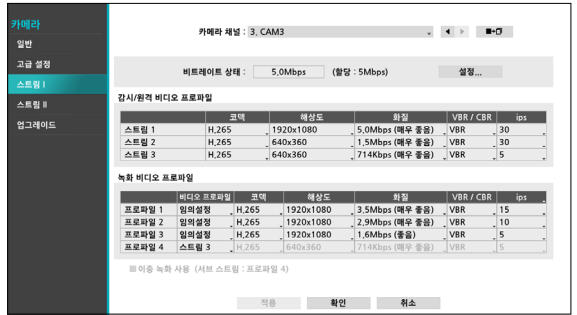 카메라
일반
고급 설정
스트림 I
스트림 II
업그레이드
카메라 채널 : 3. CAM3
비트레이트 상태 : 5.0Mbps (할당 : 5Mbps) 설정...
감시/원격 비디오 프로파일
코덱 해상도 화질 VBR / CBR ips
스트림 1 H.265 1920x1080 5.0Mbps (매우 좋음) VBR 30
스트림 2 H.265 640x360 1.5Mbps (매우 좋음) VBR 30
스트림 3 H.265 640x360 714Kbps (매우 좋음) VBR 5
녹화 비디오 프로파일
비디오 프로파일 코덱 해상도 화질 VBR / CBR ips
프로파일 1 임의설정 H.265 1920x1080 3.5Mbps (매우 좋음) VBR 15
프로파일 2 임의설정 H.265 1920x1080 2.9Mbps (매우 좋음) VBR 10
프로파일 3 임의설정 H.265 1920x1080 1.6Mbps (좋음) VBR 5
프로파일 4 스트림 3 H.265 640x360 714Kbps (매우 좋음) VBR 5
이중 녹화 사용 (서브 스트림 : 프로파일 4)
적용 확인 취소